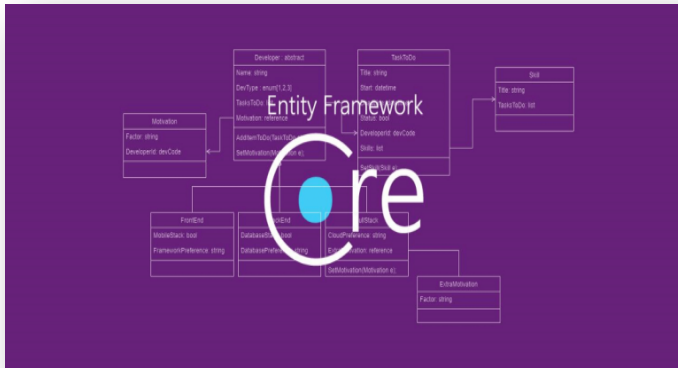 Developer : abstract
Name: string
DevType : enum[1,2,3]
TasksToDo: 
Motivation: reference
AddItemToDo(TaskToDo
SetMotivation(Motivation e)
TaskToDo
Title: string
Start: datetime
Status: bool
DeveloperId: devCode
Skills: list
Skill
Title: string
TasksToDo: list
Motivation
Factor: string
DeveloperId: devCode
Entity Framework
Core
FrontEnd
MobileStack: bool
FrameworkPreference: string
DatabasePreference: string
CloudPreference: string
reference
SetMotivation(Motivation e)
ExtraMotivation
Factor: string